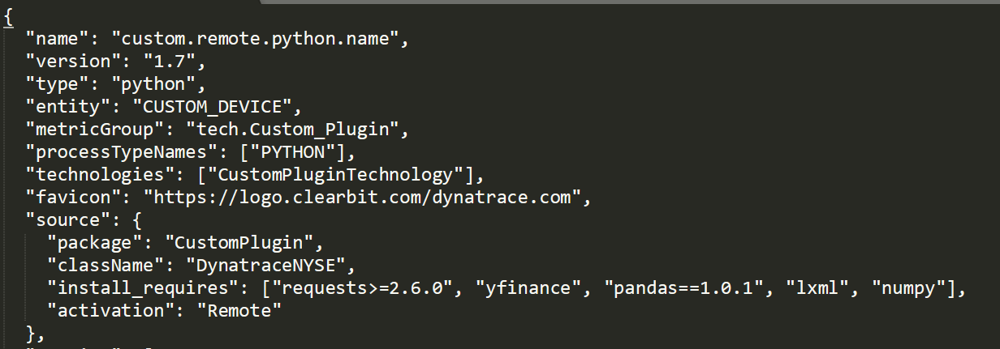 {
"name": "custom.remote.python.name",
"version": "1.7",
"type": "python",
"entity": "CUSTOM_DEVICE",
"metricGroup": "tech.Custom_Plugin",
"processTypeNames": ["PYTHON"],
"technologies": ["CustomPluginTechnology"],
"favicon": "https://logo.clearbit.com/dynatrace.com",
"source": {
"package": "CustomPlugin",
"className": "DynatraceNYSE",
"install_requires": ["requests>=2.6.0", "yfinance", "pandas==1.0.1", "lxml", "numpy"],
"activation": "Remote"
},